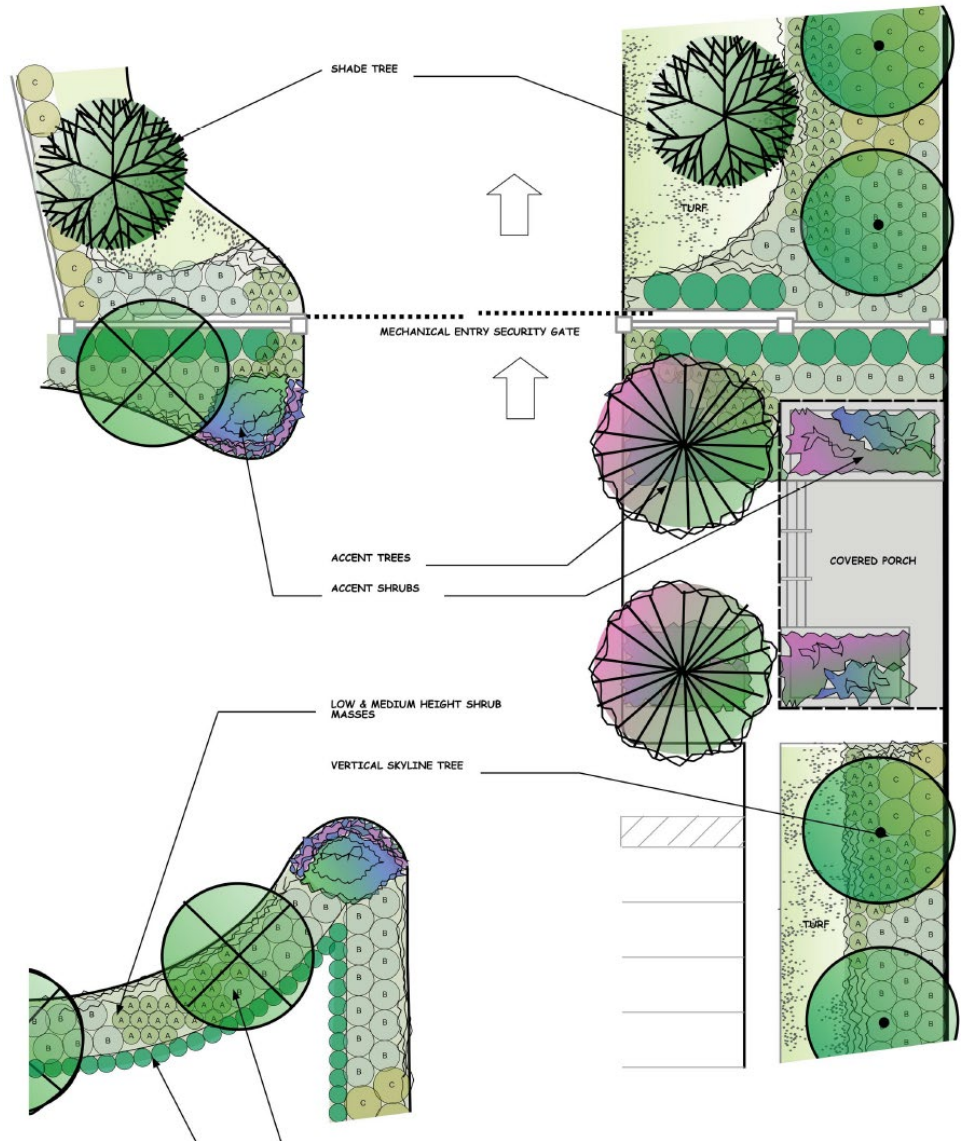 SHADE TREE
TURF
MECHANICAL ENTRY SECURITY GATE
ACCENT TREES
COVERED PORCH
ACCENT SHRUBS
LOW & MEDIUM HEIGHT SHRUB
MASSES
VERTICAL SKYLINE TREE
TURF